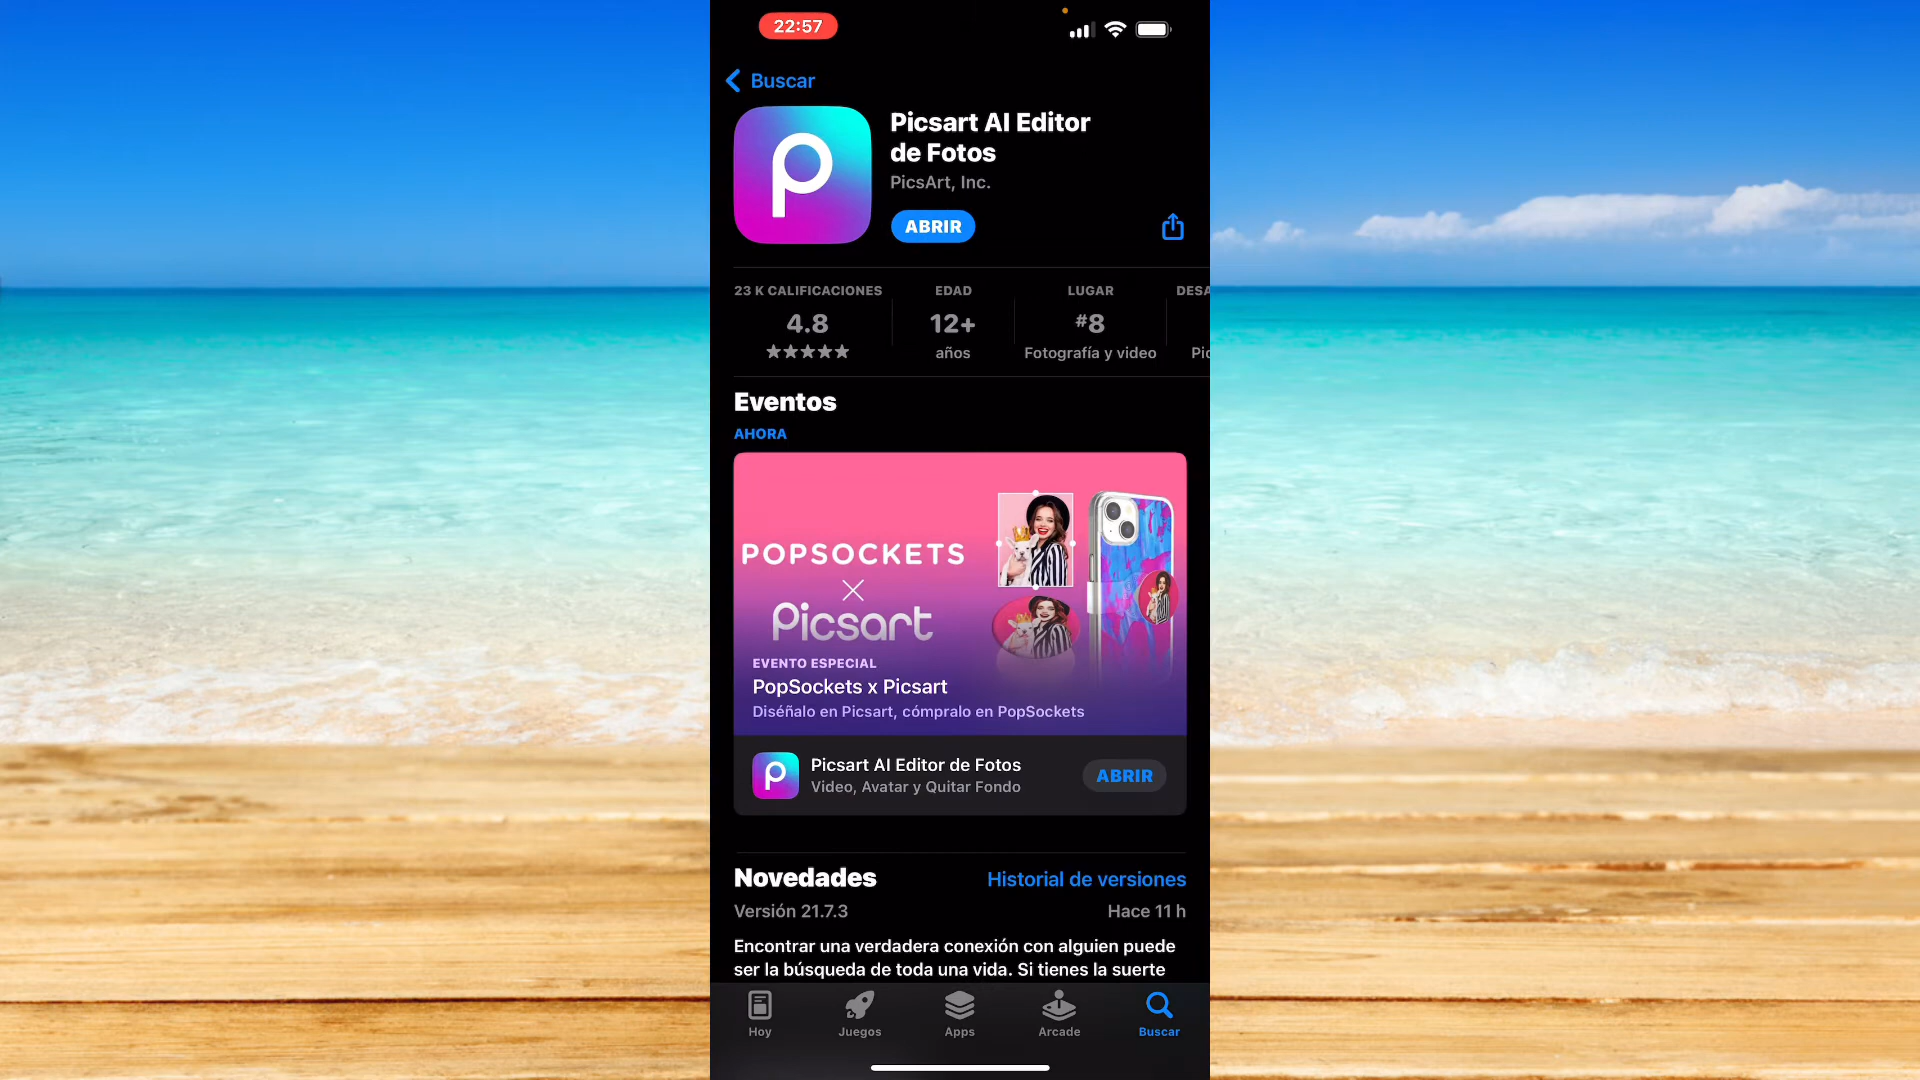 22:57
Buscar
Picsart AI Editor
de Fotos
PicsArt, Inc.
ABRIR
23 K CALIFICACIONES
EDAD
LUGAR
DESA
4.8
12+
#8
años
Fotografía y video
Pic
Eventos
AHORA
POPSOCKETS
Picsart
EVENTO ESPECIAL
PopSockets x Picsart
Diséñalo en Picsart, cómpralo en PopSockets
Picsart AI Editor de Fotos
Video, Avatar y Quitar Fondo
ABRIR
Novedades
Historial de versiones
Versión 21.7.3
Hace 11 h
Encontrar una verdadera conexión con alguien puede
ser la búsqueda de toda una vida. Si tienes la suerte
Hoy
Juegos
Apps
Arcade
Buscar